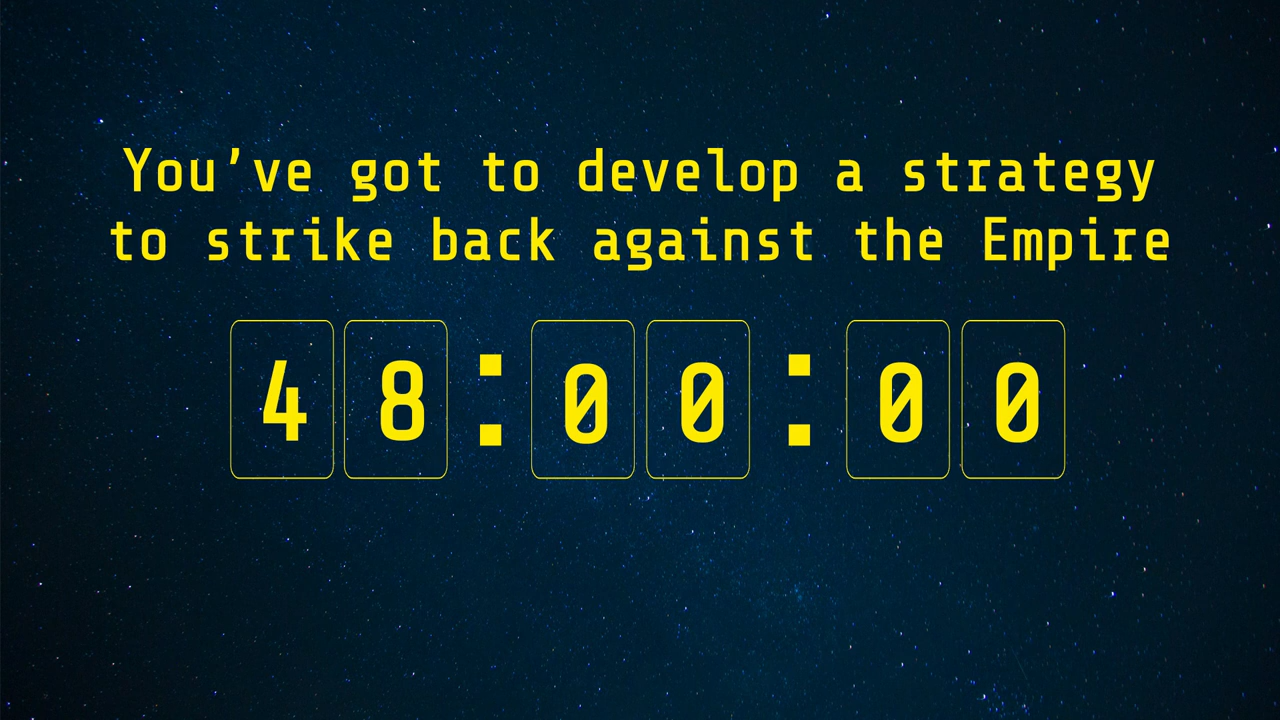 You’ve got to develop a strategy
to strike back against the Empire
48:00:00